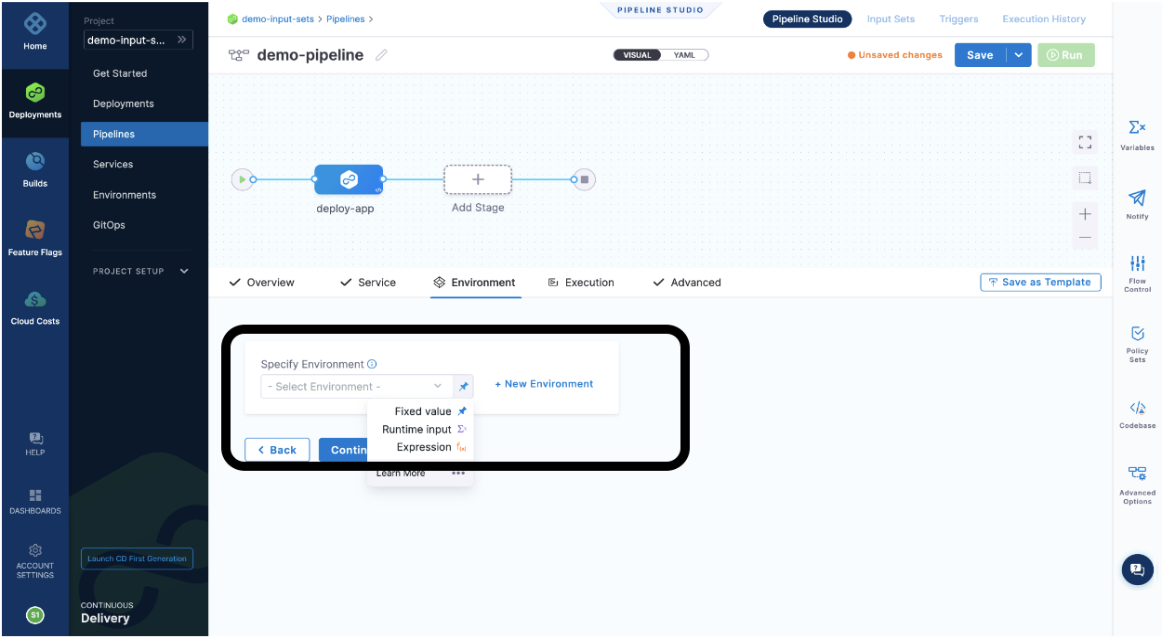 Home
Deployments
Builds
Feature Flags
Cloud Costs
HELP
DASHBOARDS
ACCOUNT
SETTINGS
S1
Project
demo-input-s...
Get Started
Deployments
Pipelines
Services
Environments
GitOps
PROJECT SETUP
Launch CD First Generation
CONTINUOUS
Delivery
demo-input-sets > Pipelines >
PIPELINE STUDIO
Pipeline Studio
Input Sets
Triggers
Execution History
demo-pipeline
VISUAL
YAML
Unsaved changes
Save
Run
deploy-app
Add Stage
Overview
Service
Environment
Execution
Advanced
Save as Template
Specify Environment
- Select Environment -
+ New Environment
Fixed value
Runtime input
Expression
Learn More
Back
Contin
Variables
Notify
Flow
Control
Policy
Sets
Codebase
Advanced
Options